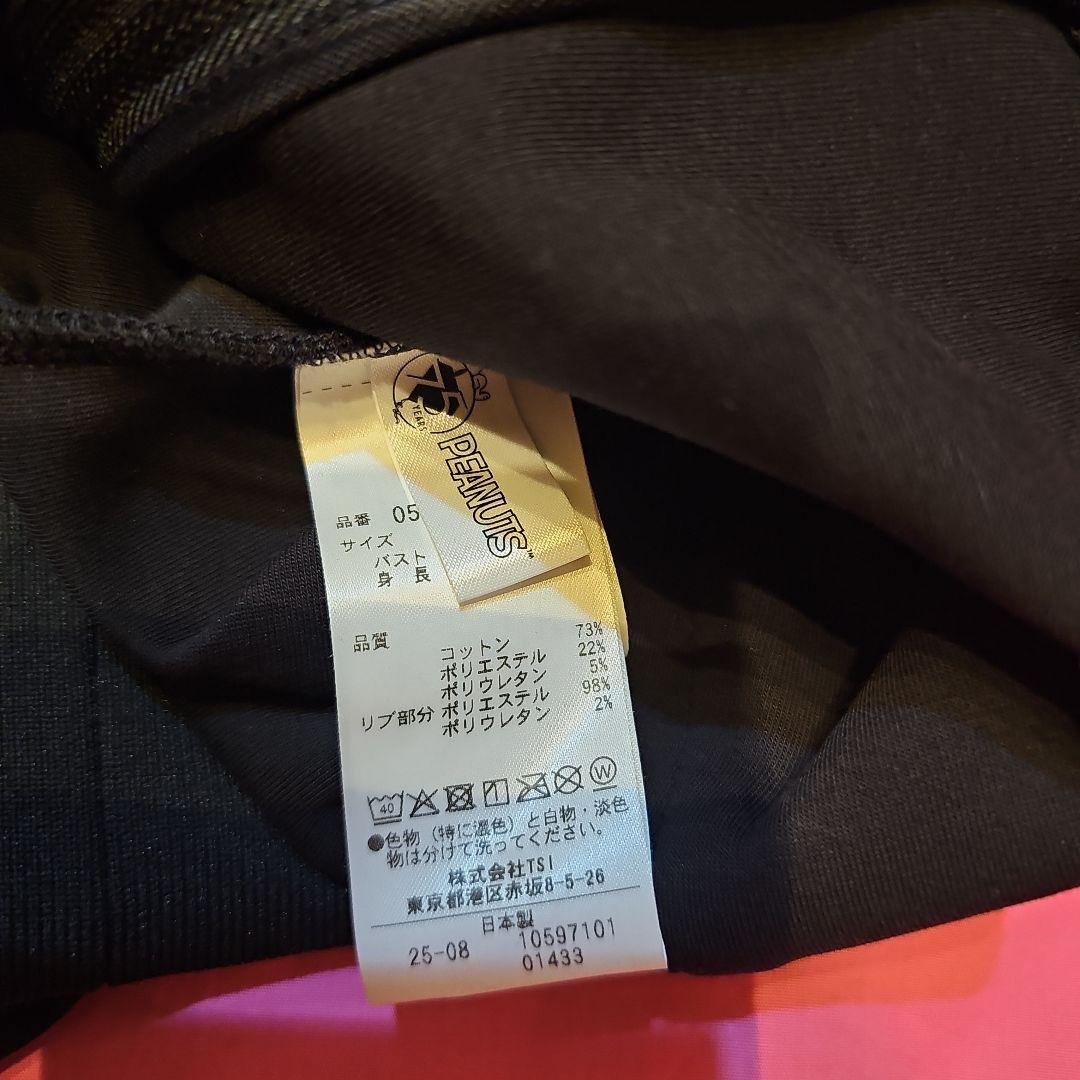 75
YEARS
PEANUTS™
品番 05
サイズ
バスト
身 長
品質
コットン 73%
ポリエステル 22%
ポリウレタン 5%
リブ部分 ポリエステル 98%
ポリウレタン 2%
40
W
●色物(特に濃色)と白物・淡色
物は分けて洗ってください。
株式会社TSI
東京都港区赤坂8-5-26
日本製
25-08 10597101
01433